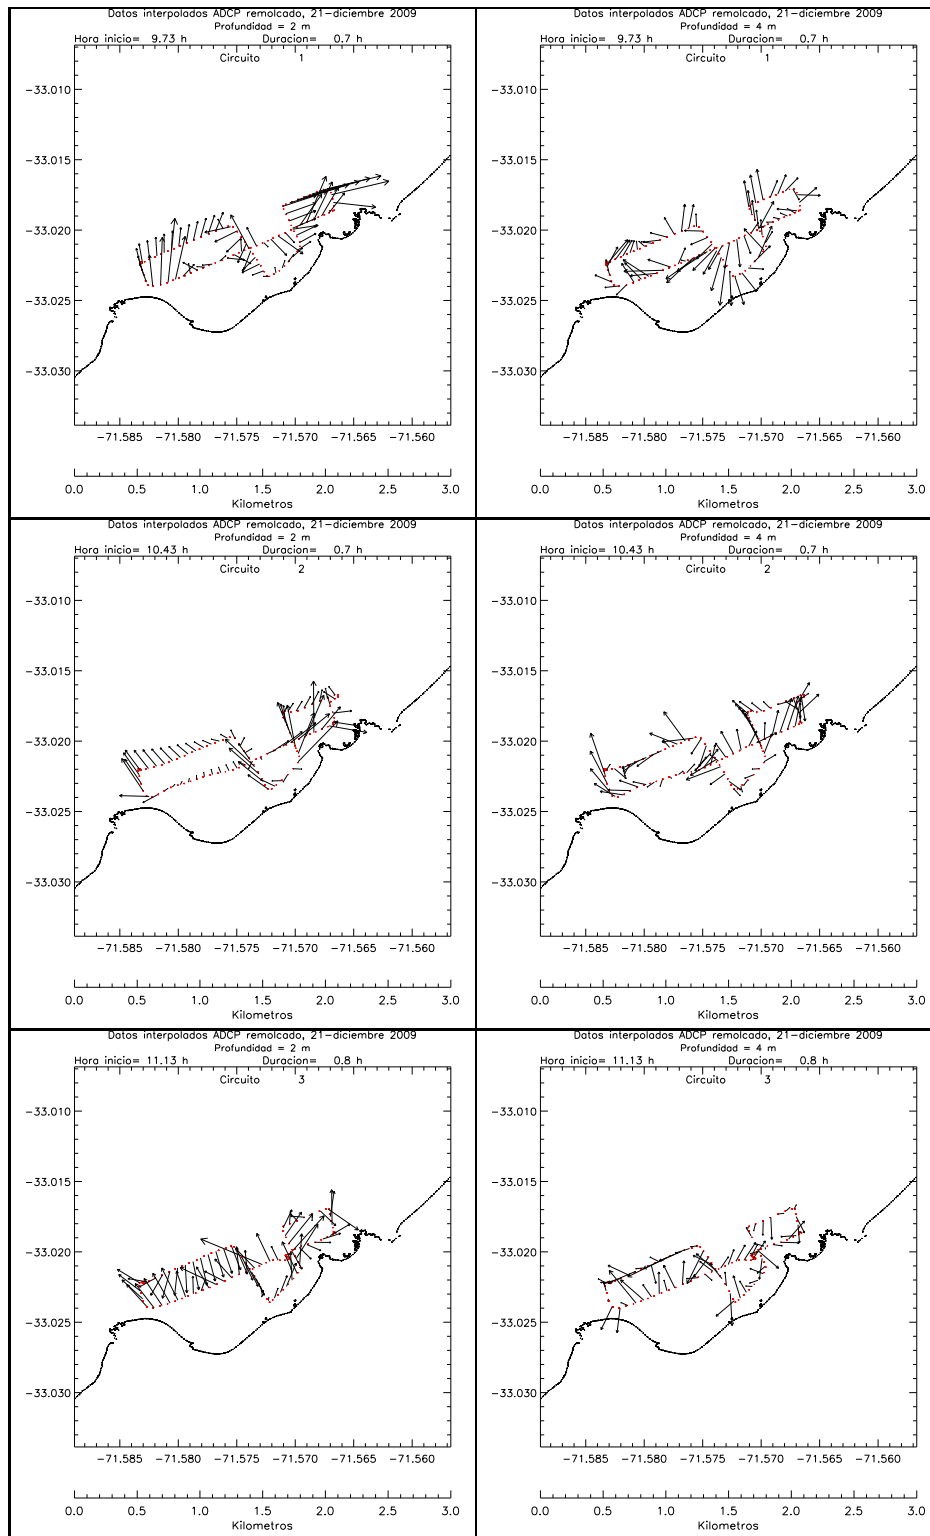 Datos interpolados ADCP remolcado, 21-diciembre 2009
Profundidad = 2 m
Hora inicio= 9.73 h Duracion= 0.7 h
Circuito 1
-33.010
-33.015
-33.020
-33.025
-33.030
-71.585 -71.580 -71.575 -71.570 -71.565 -71.560
0.0 0.5 1.0 1.5 2.0 2.5 3.0
Kilometros
Datos interpolados ADCP remolcado, 21-diciembre 2009
Profundidad = 4 m
Hora inicio= 9.73 h Duracion= 0.7 h
Circuito 1
-33.010
-33.015
-33.020
-33.025
-33.030
-71.585 -71.580 -71.575 -71.570 -71.565 -71.560
0.0 0.5 1.0 1.5 2.0 2.5 3.0
Kilometros
Datos interpolados ADCP remolcado, 21-diciembre 2009
Profundidad = 2 m
Hora inicio= 10.43 h Duracion= 0.7 h
Circuito 2
-33.010
-33.015
-33.020
-33.025
-33.030
-71.585 -71.580 -71.575 -71.570 -71.565 -71.560
0.0 0.5 1.0 1.5 2.0 2.5 3.0
Kilometros
Datos interpolados ADCP remolcado, 21-diciembre 2009
Profundidad = 4 m
Hora inicio= 10.43 h Duracion= 0.7 h
Circuito 2
-33.010
-33.015
-33.020
-33.025
-33.030
-71.585 -71.580 -71.575 -71.570 -71.565 -71.560
0.0 0.5 1.0 1.5 2.0 2.5 3.0
Kilometros
Datos interpolados ADCP remolcado, 21-diciembre 2009
Profundidad = 2 m
Hora inicio= 11.13 h Duracion= 0.8 h
Circuito 3
-33.010
-33.015
-33.020
-33.025
-33.030
-71.585 -71.580 -71.575 -71.570 -71.565 -71.560
0.0 0.5 1.0 1.5 2.0 2.5 3.0
Kilometros
Datos interpolados ADCP remolcado, 21-diciembre 2009
Profundidad = 4 m
Hora inicio= 11.13 h Duracion= 0.8 h
Circuito 3
-33.010
-33.015
-33.020
-33.025
-33.030
-71.585 -71.580 -71.575 -71.570 -71.565 -71.560
0.0 0.5 1.0 1.5 2.0 2.5 3.0
Kilometros